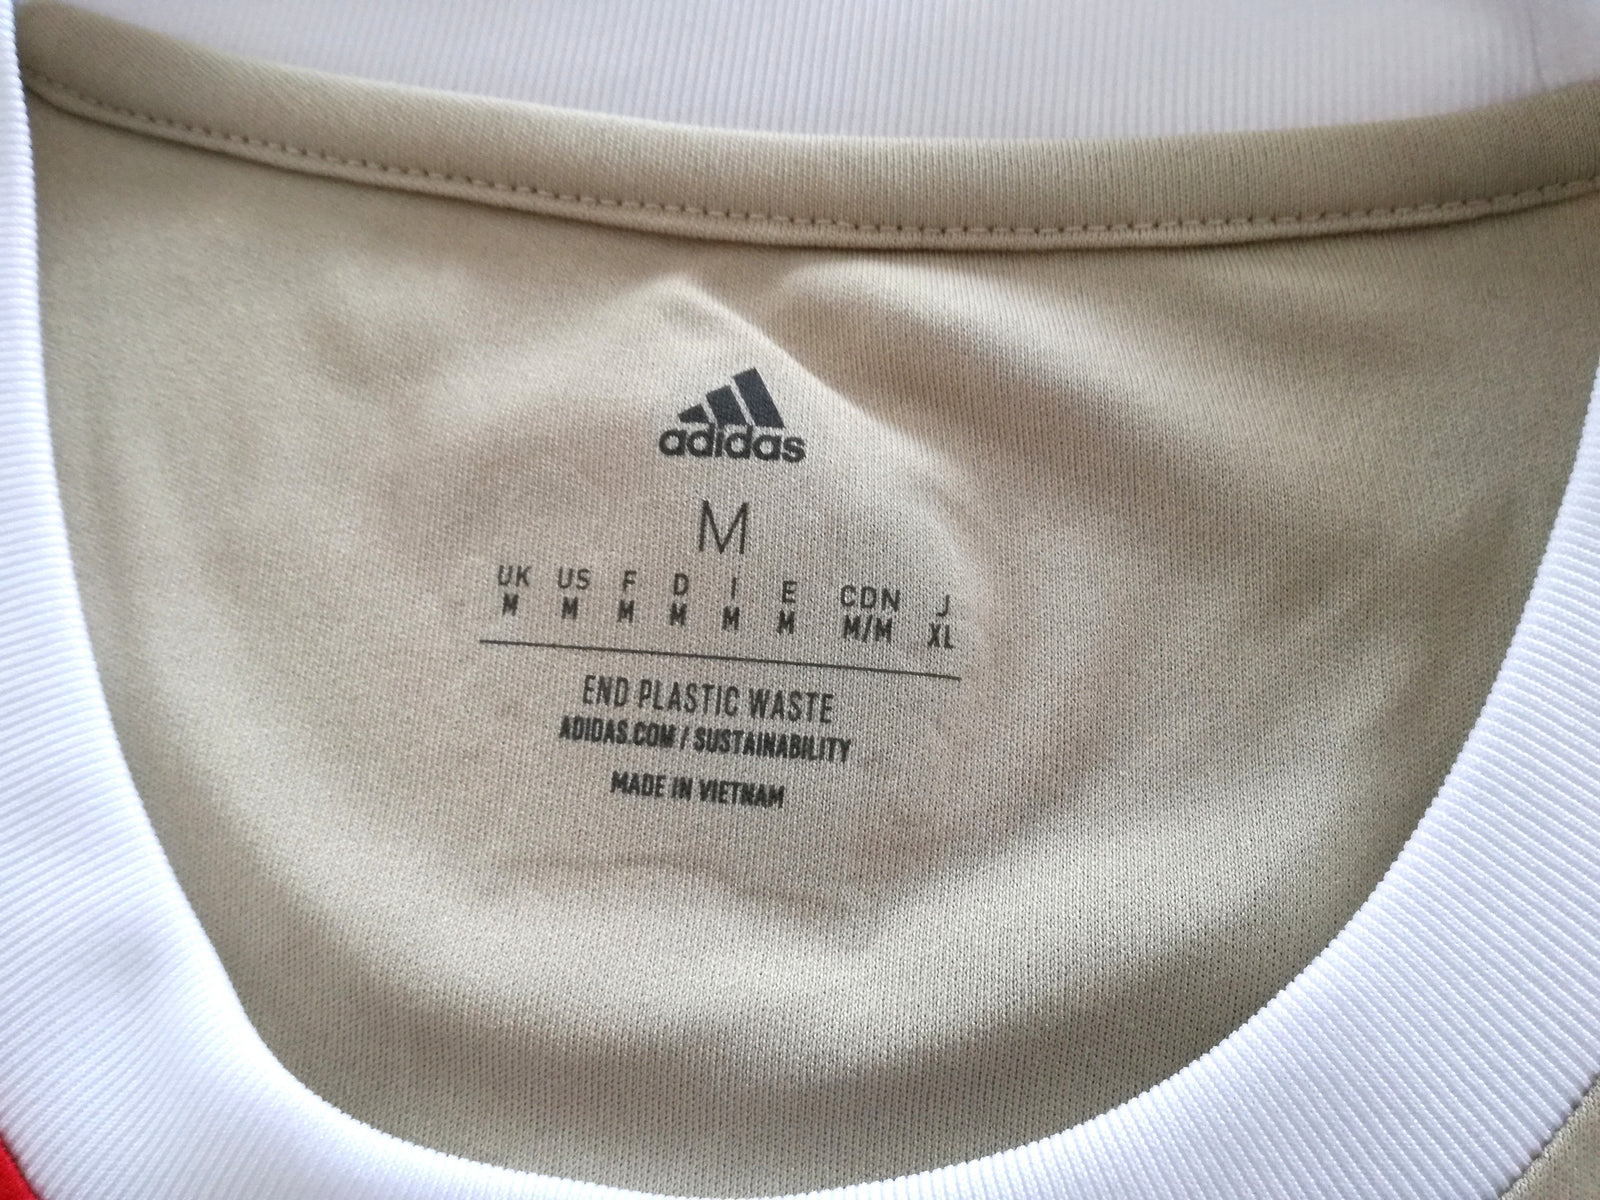 adidas
M
UK US F D I E CDN J
M M M M M M M/M XL
END PLASTIC WASTE
ADIDAS.COM / SUSTAINABILITY
MADE IN VIETNAM